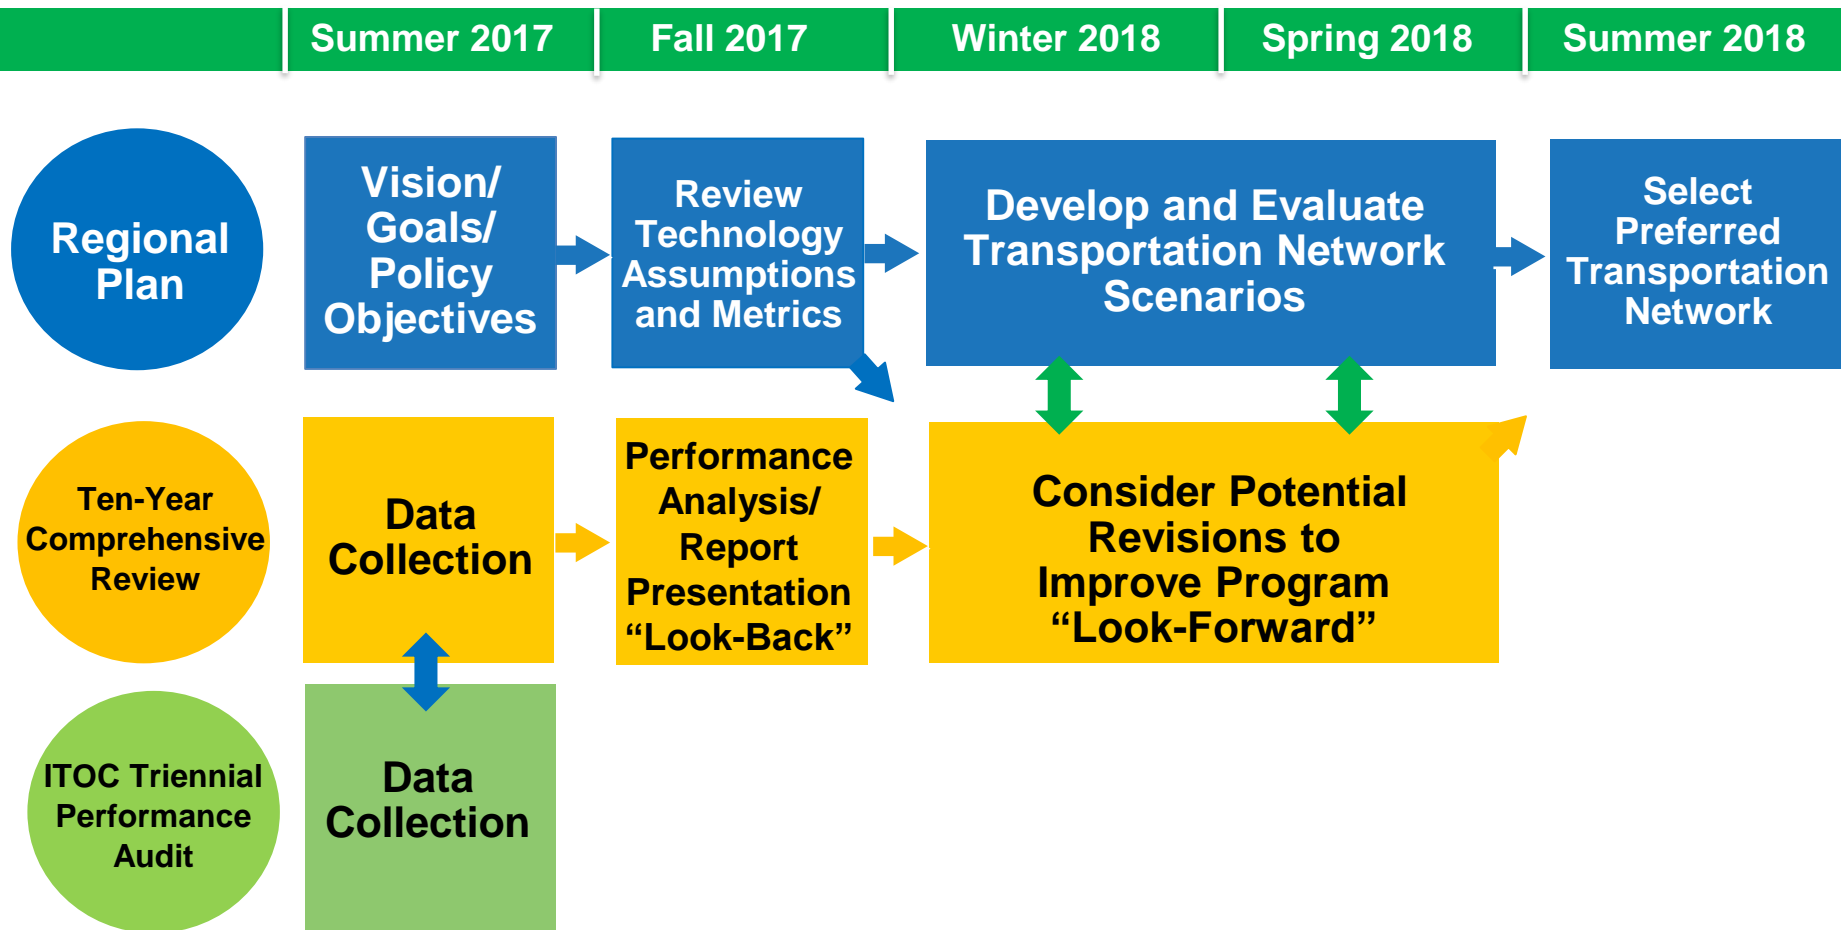 Summer 2017
Fall 2017
Winter 2018
Spring 2018
Summer 2018
Regional
Plan
Vision/
Goals/
Policy
Objectives
Review
Technology
Assumptions
and Metrics
Develop and Evaluate
Transportation Network
Scenarios
Select
Preferred
Transportation
Network
Ten-Year
Comprehensive
Review
Data
Collection
Performance
Analysis/
Report
Presentation
“Look-Back”
Consider Potential
Revisions to
Improve Program
“Look-Forward”
ITOC Triennial
Performance
Audit
Data
Collection